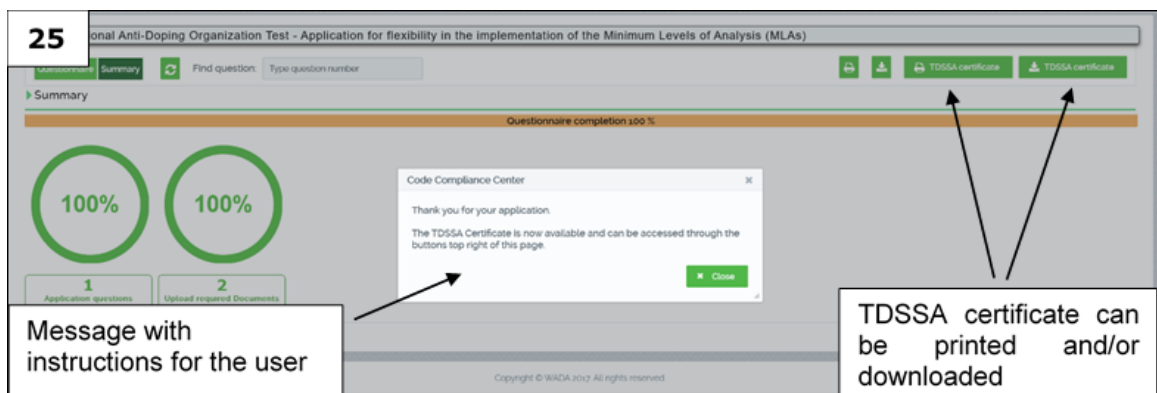 25
onal Anti-Doping Organization Test - Application for flexibility in the implementation of the Minimum Levels of Analysis (MLAs)
Questionnaire Summary Find question: Type question number TDSSA certificate TDSSA certificate
Summary
Questionnaire completion 100 %
100% 100%
Code Compliance Center
Thank you for your application.
The TDSSA Certificate is now available and can be accessed through the
buttons top right of this page.
Close
1
Application questions
2
Upload required Documents
Message with
instructions for the user
TDSSA certificate can
be printed and/or
downloaded
Copyright © WADA 2017 All rights reserved.